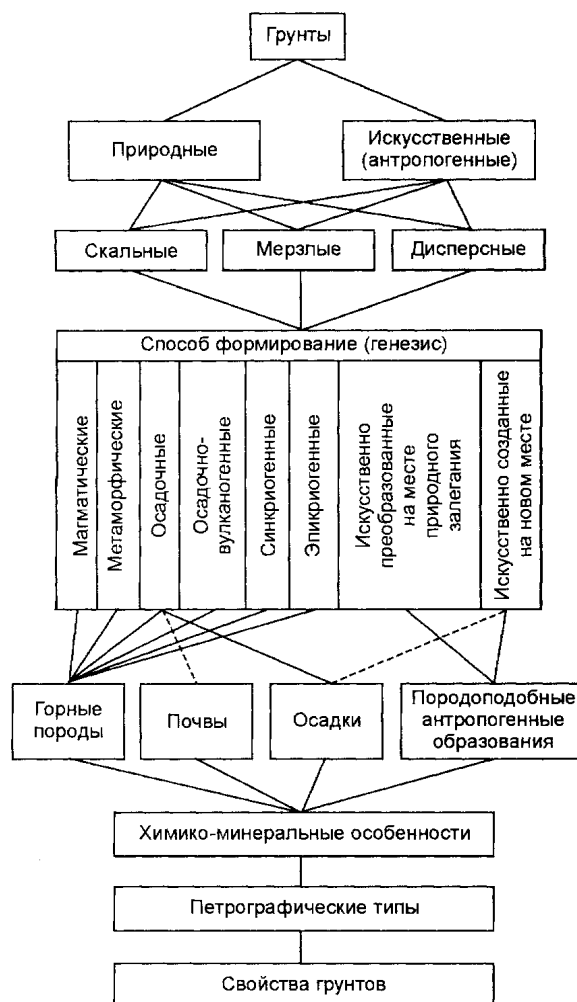 Грунты
Природные
Искусственные
(антропогенные)
Скальные
Мерзлые
Дисперсные
Способ формирование (генезис)
Магматические
Метаморфические
Осадочные
Осадочно-
вулканогенные
Синкриогенные
Эпикриогенные
Искусственно
преобразованные
на месте
природного
залегания
Искусственно созданные
на новом месте
Горные
породы
Почвы
Осадки
Породоподобные
антропогенные
образования
Химико-минеральные особенности
Петрографические типы
Свойства грунтов